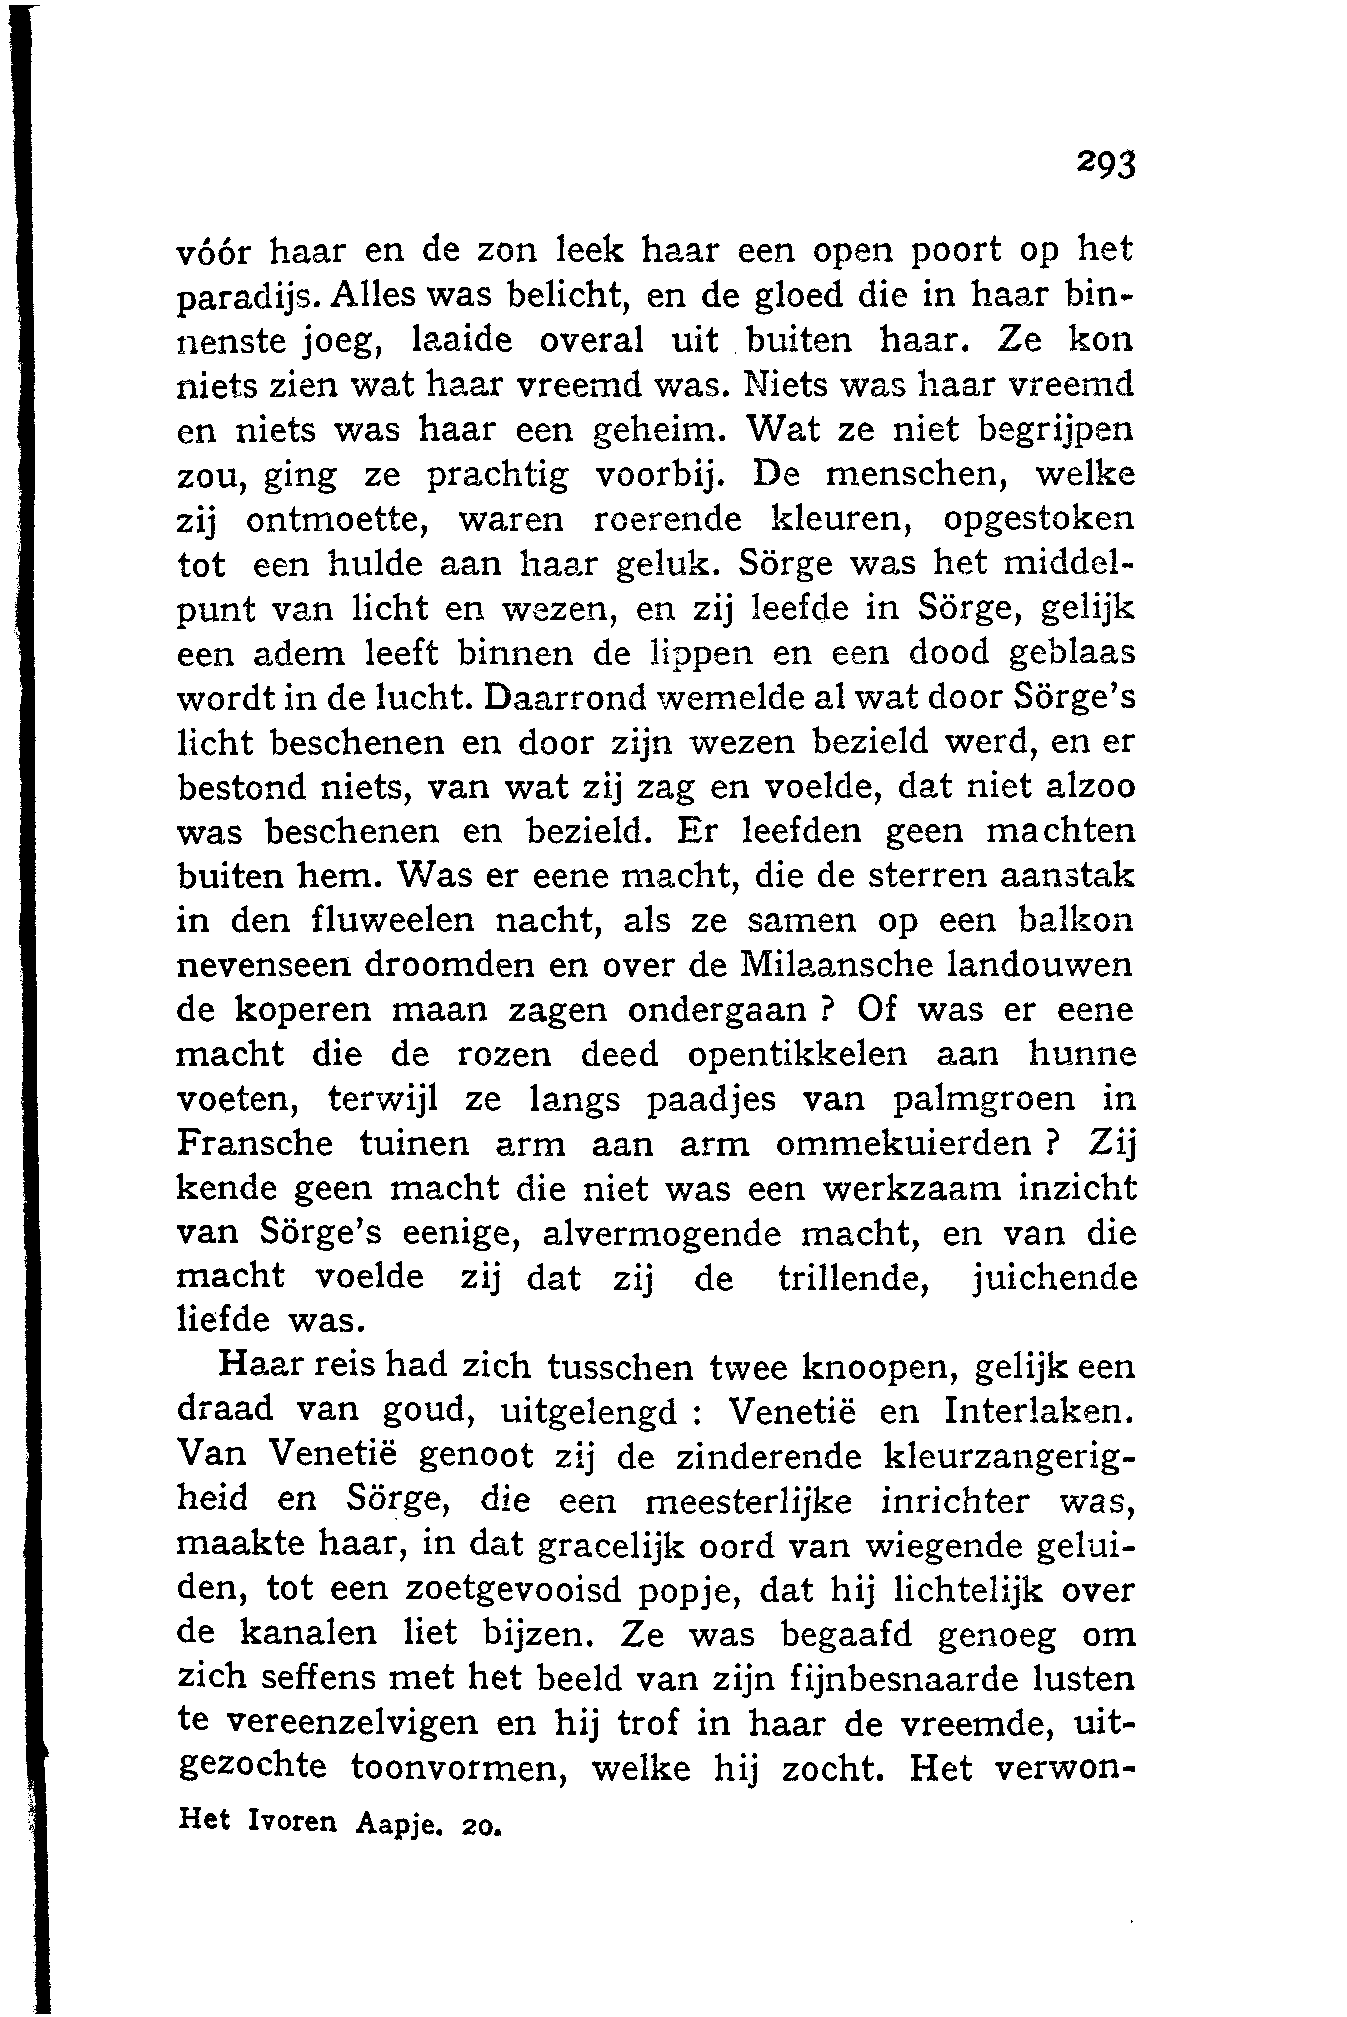 293
vóór haar en de zon leek haar een open poort op het
paradijs. Alles was belicht, en de gloed die in haar bin-
nenste joeg, laaide overal uit buiten haar. Ze kon
niets zien wat haar vreemd was. Niets was haar vreemd
en niets was haar een geheim. Wat ze niet begrijpen
zou, ging ze prachtig voorbij. De menschen, welke
zij ontmoette, waren roerende kleuren, opgestoken
tot een hulde aan haar geluk. Sörge was het middel-
punt van licht en wezen, en zij leefde in Sörge, gelijk
een adem leeft binnen de lippen en een dood geblaas
wordt in de lucht. Daarrond wemelde al wat door Sörge's
licht beschenen en door zijn wezen bezield werd, en er
bestond niets, van wat zij zag en voelde, dat niet alzoo
was beschenen en bezield. Er leefden geen machten
buiten hem. Was er eene macht, die de sterren aanstak
in den fluweelen nacht, als ze samen op een balkon
nevenseen droomden en over de Milaansche landouwen
de koperen maan zagen ondergaan ? Of was er eene
macht die de rozen deed opentikkelen aan hunne
voeten, terwijl ze langs paadjes van palmgroen in
Fransche tuinen arm aan arm ommekuierden ? Zij
kende geen macht die niet was een werkzaam inzicht
van Sörge's eenige, alvermogende macht, en van die
macht voelde zij dat zij de trillende, juichende
liefde was.
Haar reis had zich tusschen twee knoopen, gelijk een
draad van goud, uitgelengd : Venetië en Interlaken.
Van Venetië genoot zij de zinderende kleurzangerig-
heid en Sörge, die een meesterlijke inrichter was,
maakte haar, in dat gracelijk oord van wiegende gelui-
den, tot een zoetgevooisd popje, dat hij lichtelijk over
de kanalen liet bijzen. Ze was begaafd genoeg om
zich seffens met het beeld van zijn fijnbesnaarde lusten
te vereenzelvigen en hij trof in haar de vreemde, uit-
gezochte toonvormen, welke hij zocht. Het verwon-
Het Ivoren Aapje. 20.